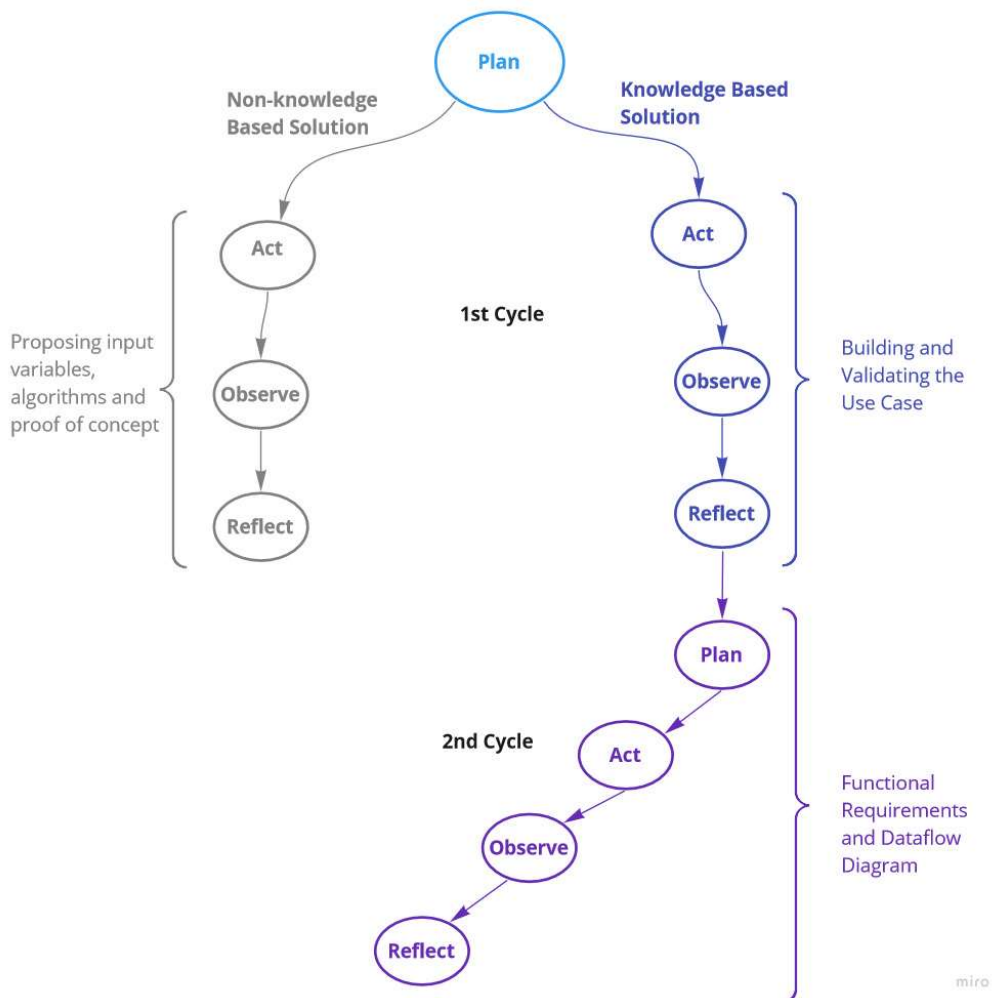 Plan
Non-knowledge
Based Solution
Knowledge Based
Solution
Act
Act
1st Cycle
Proposing input
variables,
algorithms and
proof of concept
Observe
Observe
Building and
Validating the
Use Case
Reflect
Reflect
Plan
2nd Cycle
Act
Observe
Reflect
Functional
Requirements
and Dataflow
Diagram
miro